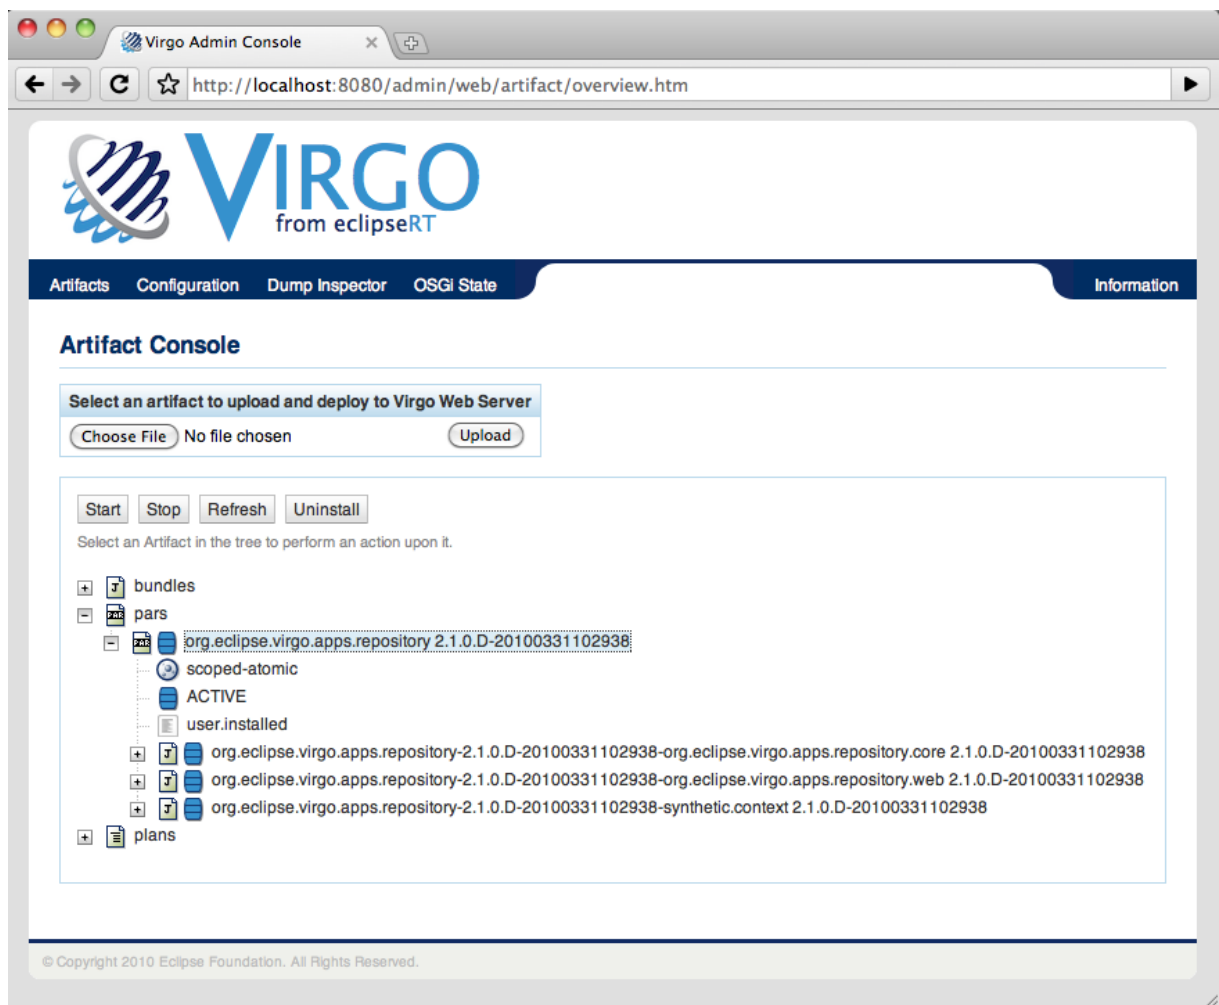 Virgo Admin Console
http://localhost:8080/admin/web/artifact/overview.htm
VIRGO
from eclipseRT
Artifacts Configuration Dump Inspector OSGi State Information
Artifact Console
Select an artifact to upload and deploy to Virgo Web Server
Choose File No file chosen Upload
Start Stop Refresh Uninstall
Select an Artifact in the tree to perform an action upon it.
J bundles
PAR pars
PAR org.eclipse.virgo.apps.repository 2.1.0.D-20100331102938
scoped-atomic
ACTIVE
user.installed
J org.eclipse.virgo.apps.repository-2.1.0.D-20100331102938-org.eclipse.virgo.apps.repository.core 2.1.0.D-20100331102938
J org.eclipse.virgo.apps.repository-2.1.0.D-20100331102938-org.eclipse.virgo.apps.repository.web 2.1.0.D-20100331102938
J org.eclipse.virgo.apps.repository-2.1.0.D-20100331102938-synthetic.context 2.1.0.D-20100331102938
plans
© Copyright 2010 Eclipse Foundation. All Rights Reserved.